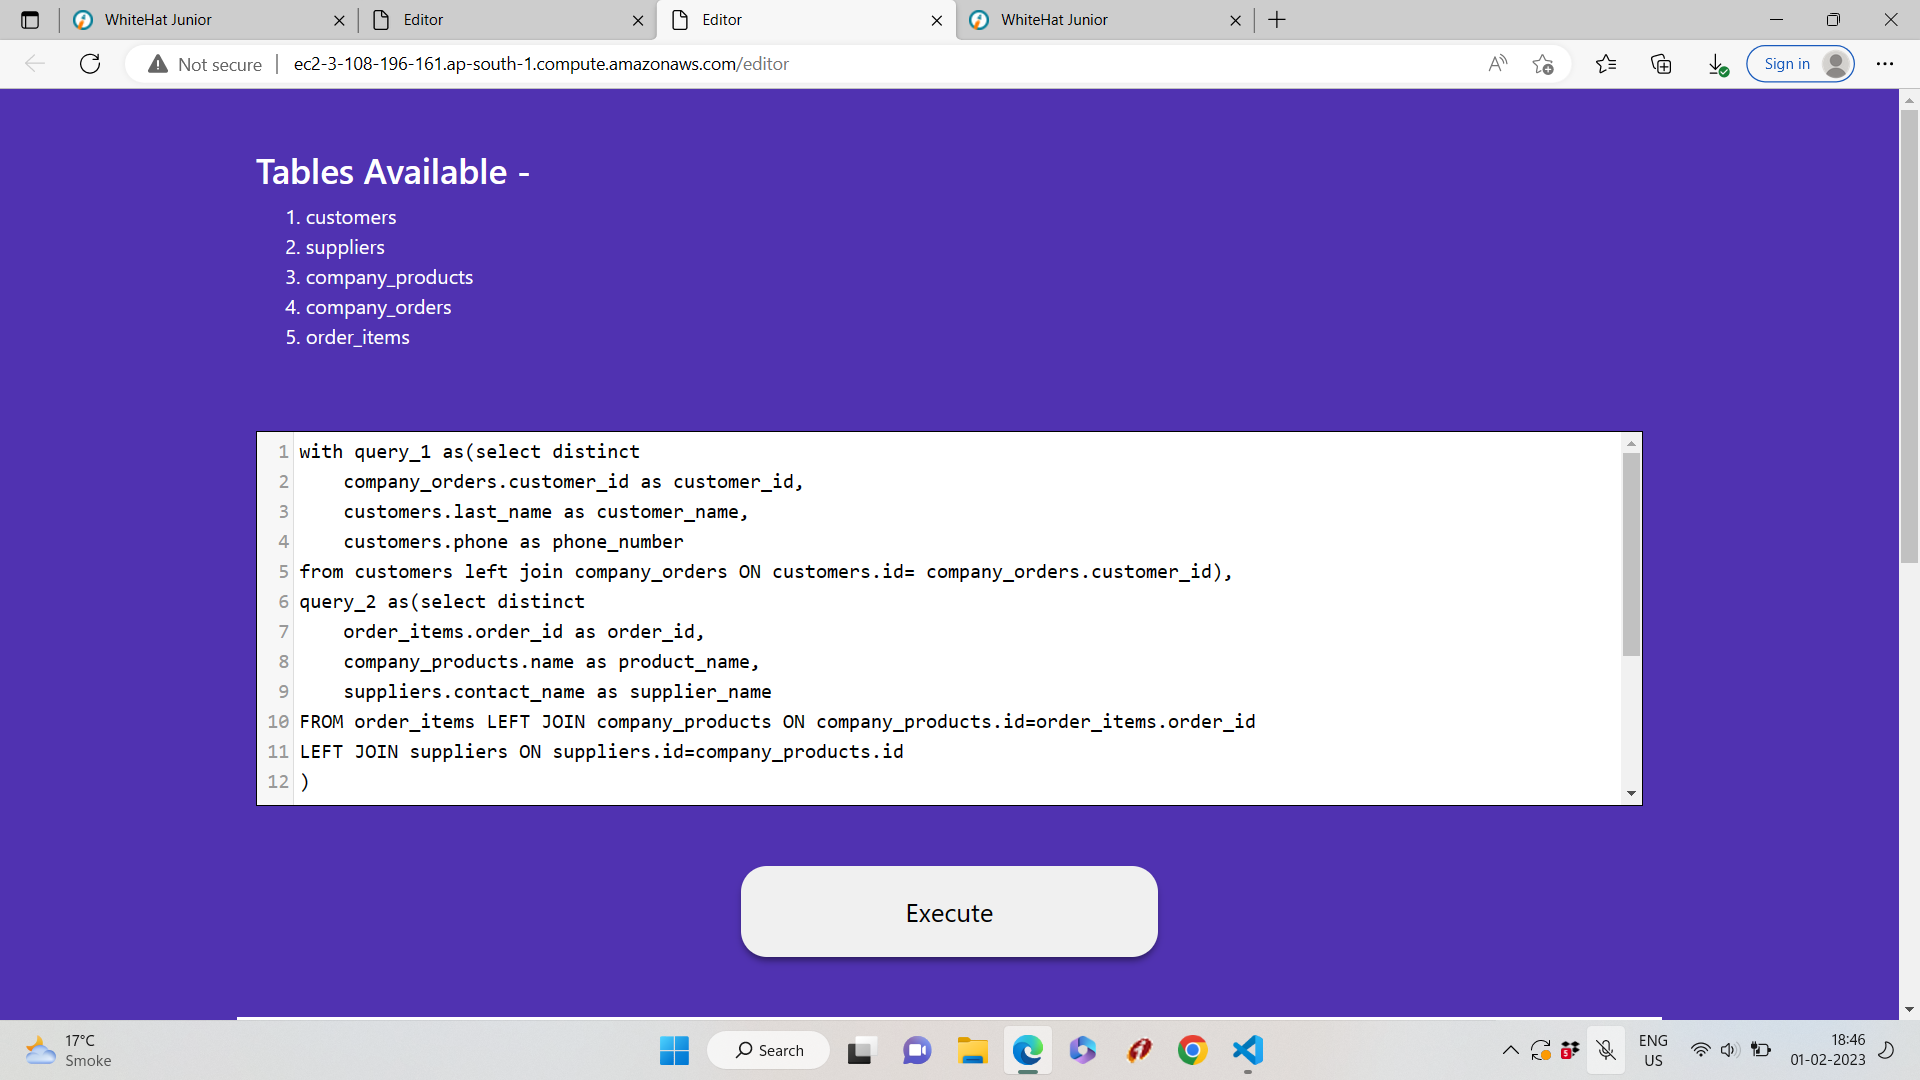 WhiteHat Junior
Editor
Editor
WhiteHat Junior
Not secure
ec2-3-108-196-161.ap-south-1.compute.amazonaws.com/editor
Sign in
Tables Available -
1. customers
2. suppliers
3. company_products
4. company_orders
5. order_items
1 with query_1 as(select distinct
2 company_orders.customer_id as customer_id,
3 customers.last_name as customer_name,
4 customers.phone as phone_number
5 from customers left join company_orders ON customers.id= company_orders.customer_id),
6 query_2 as(select distinct
7 order_items.order_id as order_id,
8 company_products.name as product_name,
9 suppliers.contact_name as supplier_name
10 FROM order_items LEFT JOIN company_products ON company_products.id=order_items.order_id
11 LEFT JOIN suppliers ON suppliers.id=company_products.id
12 )
Execute
17°C
Smoke
Search
5
ENG
US
18:46
01-02-2023